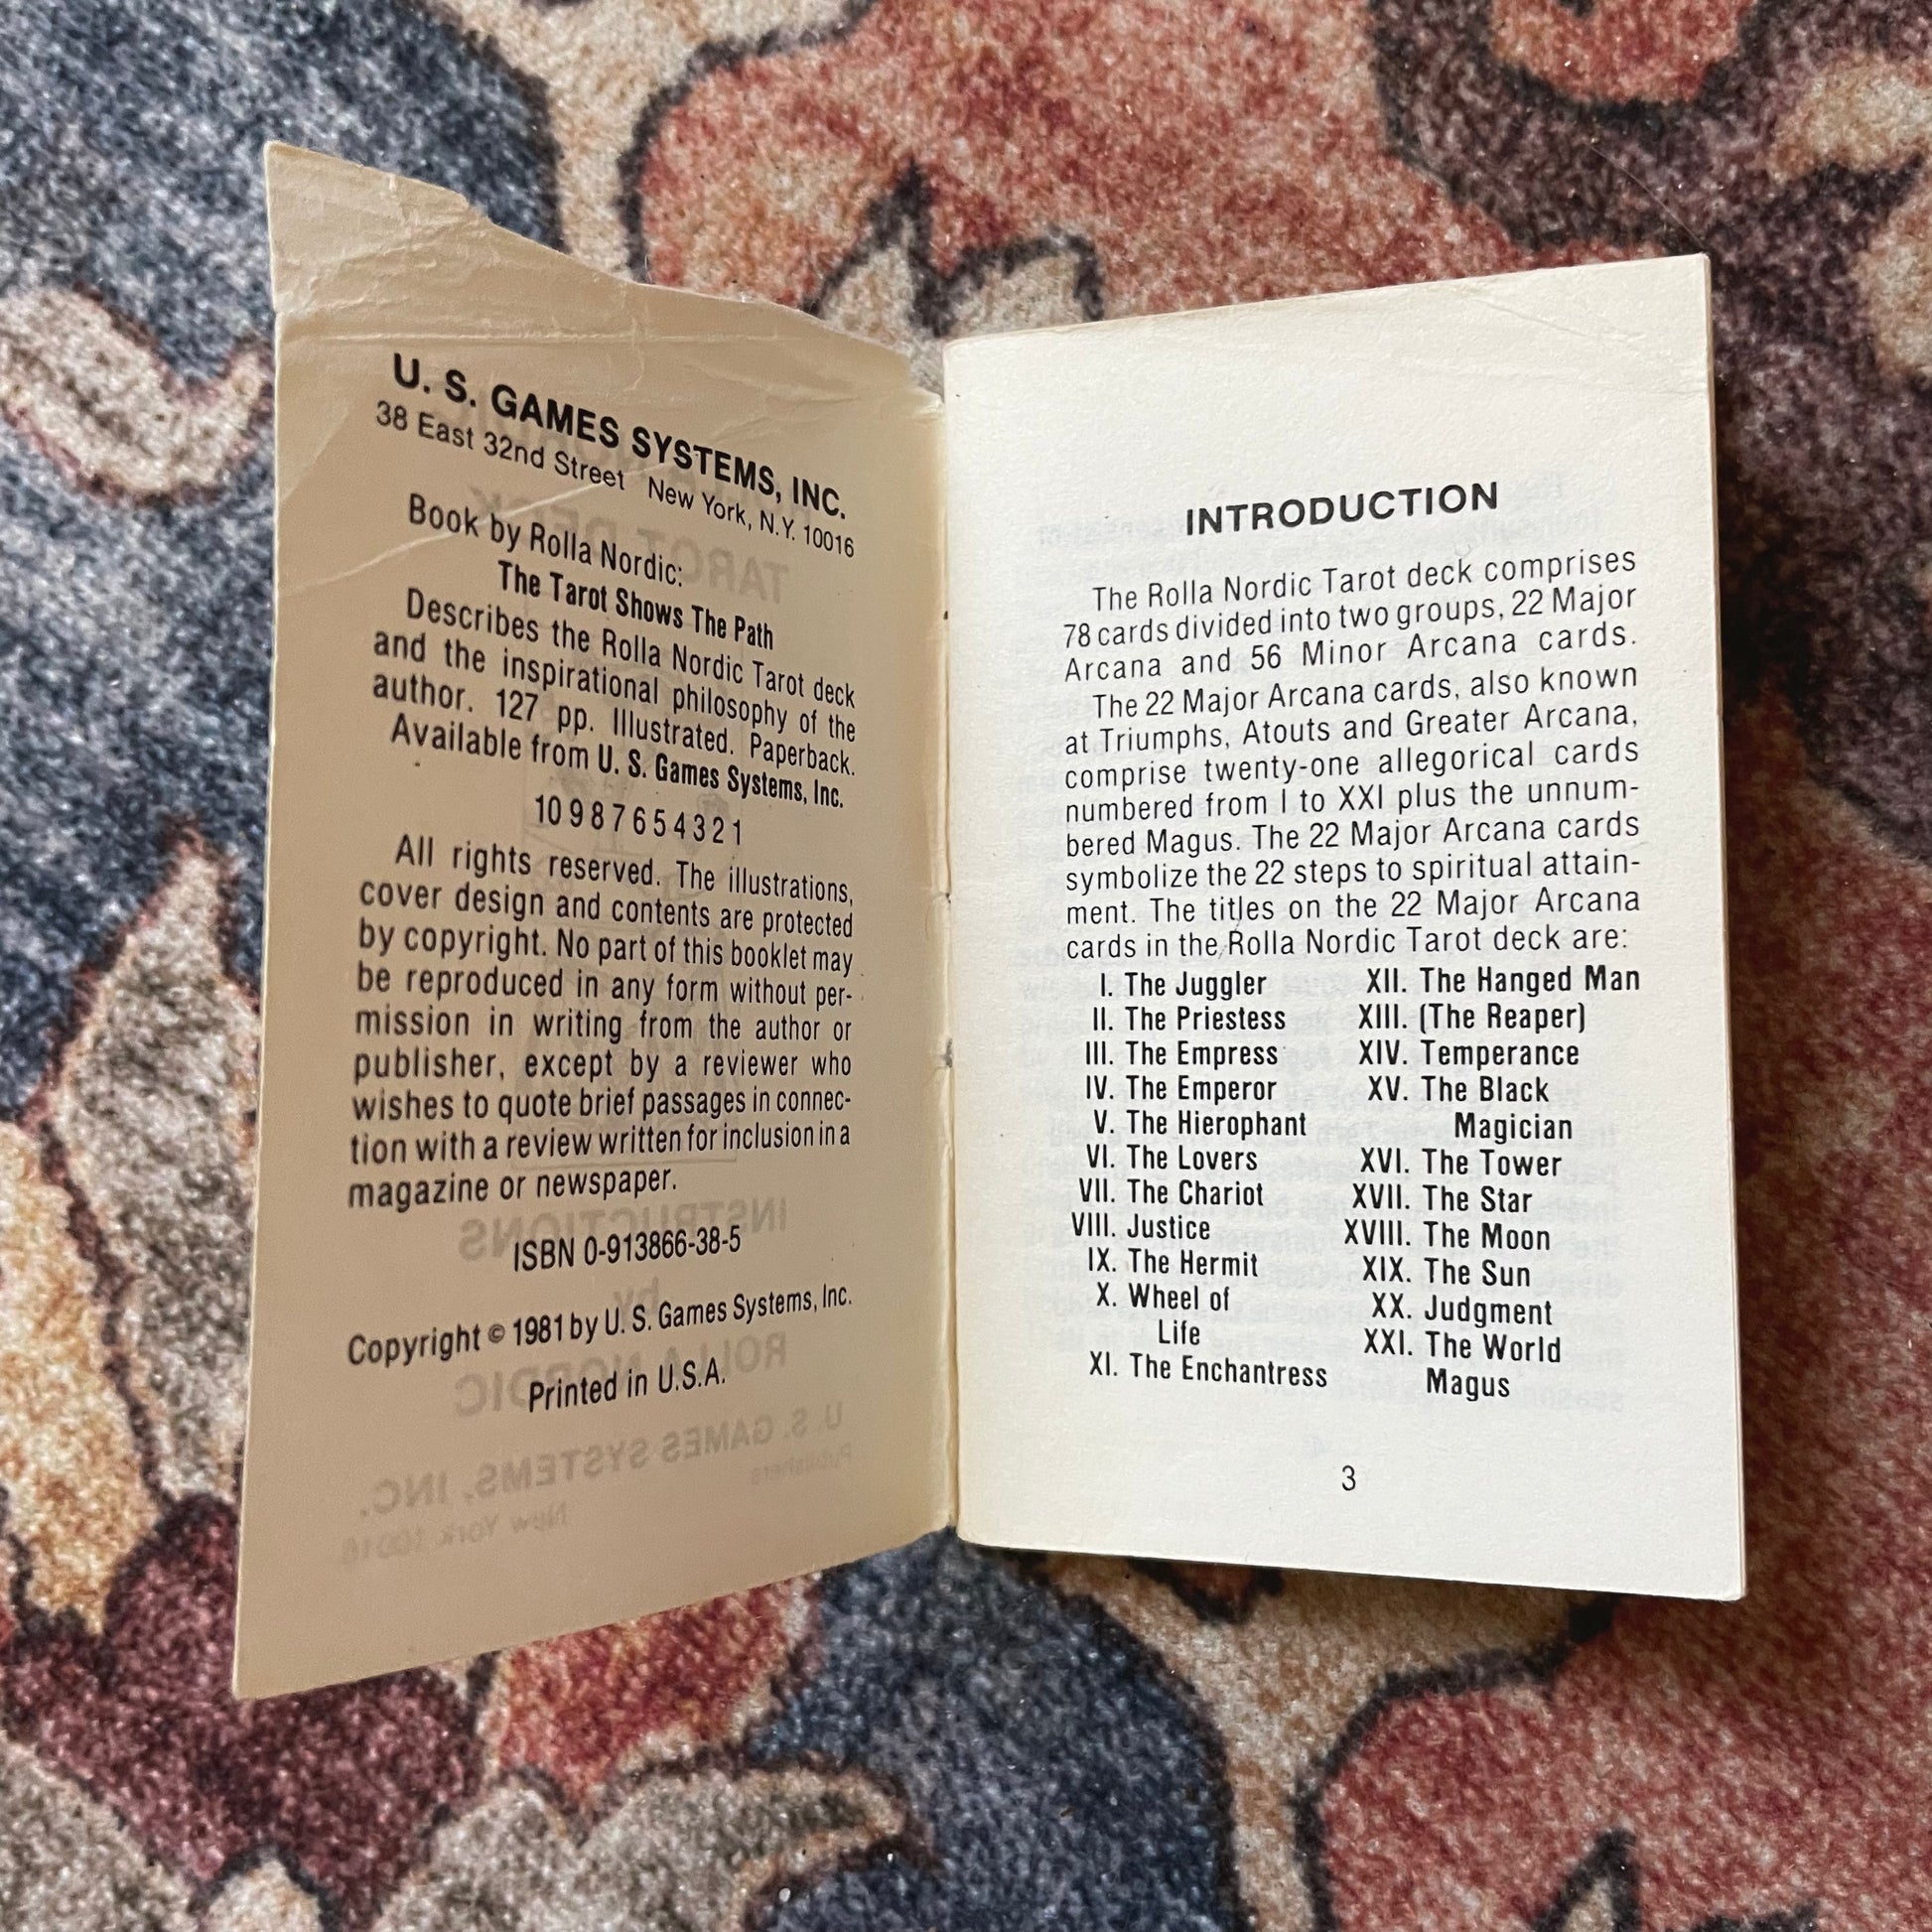 U. S. GAMES SYSTEMS, INC.
38 East 32nd Street New York, N.Y. 10016
Book by Rolla Nordic:
The Tarot Shows The Path
Describes the Rolla Nordic Tarot deck
and the inspirational philosophy of the
author. 127 pp. Illustrated. Paperback.
Available from U. S. Games Systems, Inc.
10 9 8 7 6 5 4 3 2 1
All rights reserved. The illustrations,
cover design and contents are protected
by copyright. No part of this booklet may
be reproduced in any form without per-
mission in writing from the author or
publisher, except by a reviewer who
wishes to quote brief passages in connec-
tion with a review written for inclusion in a
magazine or newspaper.
ISBN 0-913866-38-5
Copyright © 1981 by U. S. Games Systems, Inc.
Printed in U.S.A.
INTRODUCTION
The Rolla Nordic Tarot deck comprises
78 cards divided into two groups, 22 Major
Arcana and 56 Minor Arcana cards.
The 22 Major Arcana cards, also known
at Triumphs, Atouts and Greater Arcana,
comprise twenty-one allegorical cards
numbered from I to XXI plus the unnum-
bered Magus. The 22 Major Arcana cards
symbolize the 22 steps to spiritual attain-
ment. The titles on the 22 Major Arcana
cards in the Rolla Nordic Tarot deck are:
I. The Juggler
II. The Priestess
III. The Empress
IV. The Emperor
V. The Hierophant
VI. The Lovers
VII. The Chariot
VIII. Justice
IX. The Hermit
X. Wheel of
Life
XI. The Enchantress
XII. The Hanged Man
XIII. (The Reaper)
XIV. Temperance
XV. The Black
Magician
XVI. The Tower
XVII. The Star
XVIII. The Moon
XIX. The Sun
XX. Judgment
XXI. The World
Magus
3